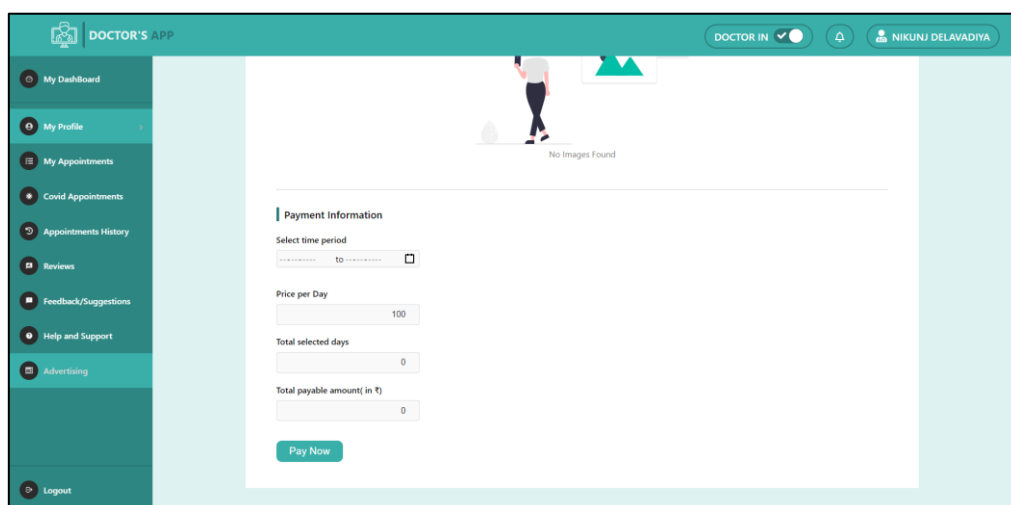 DOCTOR'S APP
DOCTOR IN
NIKUNJ DELAVADIYA
My DashBoard
My Profile
My Appointments
Covid Appointments
Appointments History
Reviews
Feedback/Suggestions
Help and Support
Advertising
Logout
No Images Found
Payment Information
Select time period
---------- to ----------
Price per Day
100
Total selected days
0
Total payable amount( in ₹)
0
Pay Now